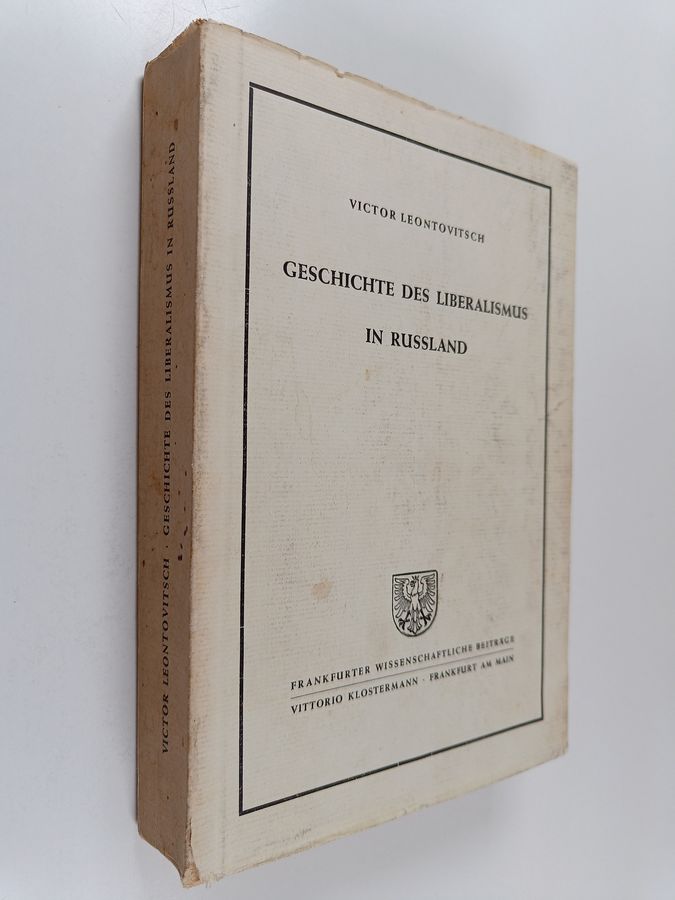 VICTOR LEONTOVITSCH · GESCHICHTE DES LIBERALISMUS IN RUSSLAND
VICTOR LEONTOVITSCH
GESCHICHTE DES LIBERALISMUS
IN RUSSLAND
FRANKFURTER WISSENSCHAFTLICHE BEITRÄGE
VITTORIO KLOSTERMANN · FRANKFURT AM MAIN